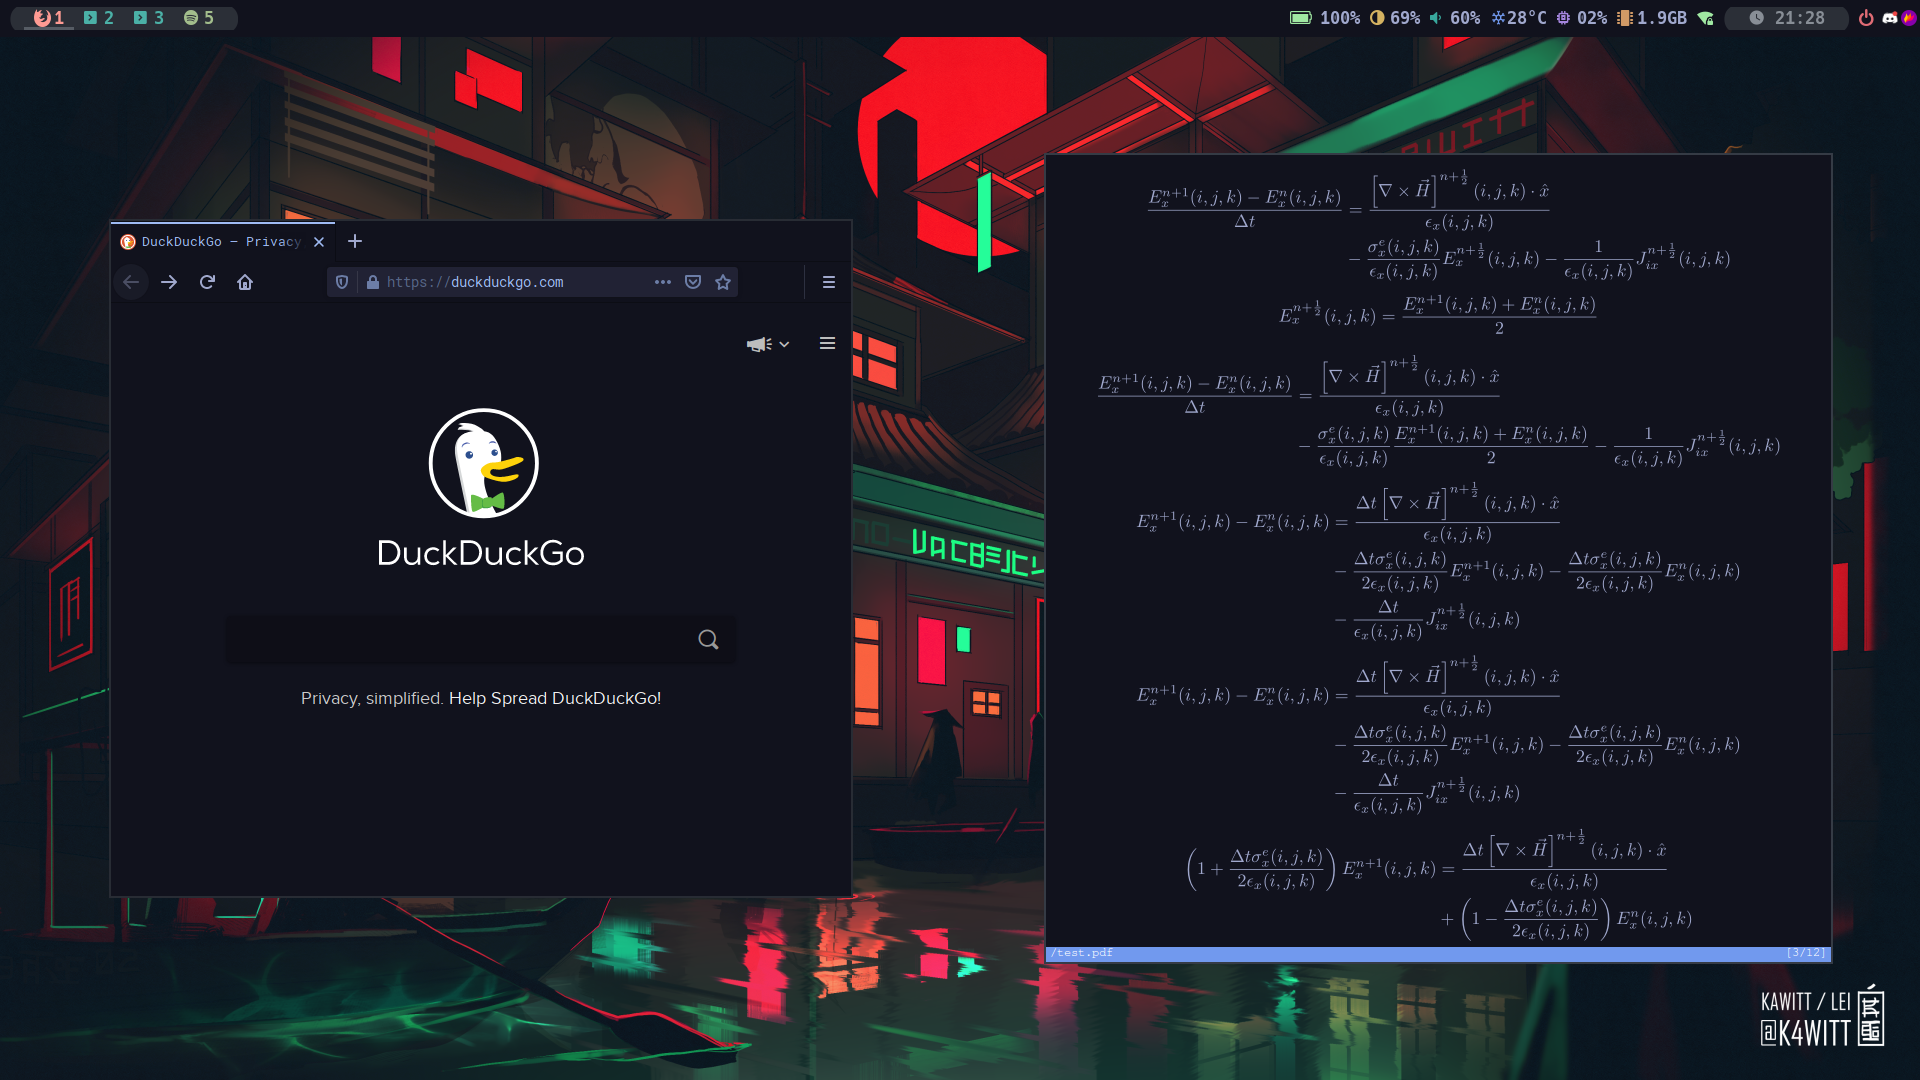 1 2 3 5
100% 69% 60% 28°C 02% 1.9GB 21:28
DuckDuckGo — Privacy
https://duckduckgo.com
DuckDuckGo
Privacy, simplified. Help Spread DuckDuckGo!
\frac{E_x^{n+1}(i,j,k) - E_x^n(i,j,k)}{\Delta t} = \frac{\left[\nabla \times \vec{H}\right]^{n+\frac{1}{2}}(i,j,k) \cdot \hat{x}}{\epsilon_x(i,j,k)}
- \frac{\sigma_x^e(i,j,k)}{\epsilon_x(i,j,k)} E_x^{n+\frac{1}{2}}(i,j,k) - \frac{1}{\epsilon_x(i,j,k)} J_{ix}^{n+\frac{1}{2}}(i,j,k)
E_x^{n+\frac{1}{2}}(i,j,k) = \frac{E_x^{n+1}(i,j,k) + E_x^n(i,j,k)}{2}
\frac{E_x^{n+1}(i,j,k) - E_x^n(i,j,k)}{\Delta t} = \frac{\left[\nabla \times \vec{H}\right]^{n+\frac{1}{2}}(i,j,k) \cdot \hat{x}}{\epsilon_x(i,j,k)}
- \frac{\sigma_x^e(i,j,k)}{\epsilon_x(i,j,k)} \frac{E_x^{n+1}(i,j,k) + E_x^n(i,j,k)}{2} - \frac{1}{\epsilon_x(i,j,k)} J_{ix}^{n+\frac{1}{2}}(i,j,k)
E_x^{n+1}(i,j,k) - E_x^n(i,j,k) = \frac{\Delta t \left[\nabla \times \vec{H}\right]^{n+\frac{1}{2}}(i,j,k) \cdot \hat{x}}{\epsilon_x(i,j,k)}
- \frac{\Delta t \sigma_x^e(i,j,k)}{2\epsilon_x(i,j,k)} E_x^{n+1}(i,j,k) - \frac{\Delta t \sigma_x^e(i,j,k)}{2\epsilon_x(i,j,k)} E_x^n(i,j,k)
- \frac{\Delta t}{\epsilon_x(i,j,k)} J_{ix}^{n+\frac{1}{2}}(i,j,k)
E_x^{n+1}(i,j,k) - E_x^n(i,j,k) = \frac{\Delta t \left[\nabla \times \vec{H}\right]^{n+\frac{1}{2}}(i,j,k) \cdot \hat{x}}{\epsilon_x(i,j,k)}
- \frac{\Delta t \sigma_x^e(i,j,k)}{2\epsilon_x(i,j,k)} E_x^{n+1}(i,j,k) - \frac{\Delta t \sigma_x^e(i,j,k)}{2\epsilon_x(i,j,k)} E_x^n(i,j,k)
- \frac{\Delta t}{\epsilon_x(i,j,k)} J_{ix}^{n+\frac{1}{2}}(i,j,k)
\left(1 + \frac{\Delta t \sigma_x^e(i,j,k)}{2\epsilon_x(i,j,k)}\right) E_x^{n+1}(i,j,k) = \frac{\Delta t \left[\nabla \times \vec{H}\right]^{n+\frac{1}{2}}(i,j,k) \cdot \hat{x}}{\epsilon_x(i,j,k)}
+ \left(1 - \frac{\Delta t \sigma_x^e(i,j,k)}{2\epsilon_x(i,j,k)}\right) E_x^n(i,j,k)
/test.pdf [3/12]
KAWITT / LEI
@K4WITT